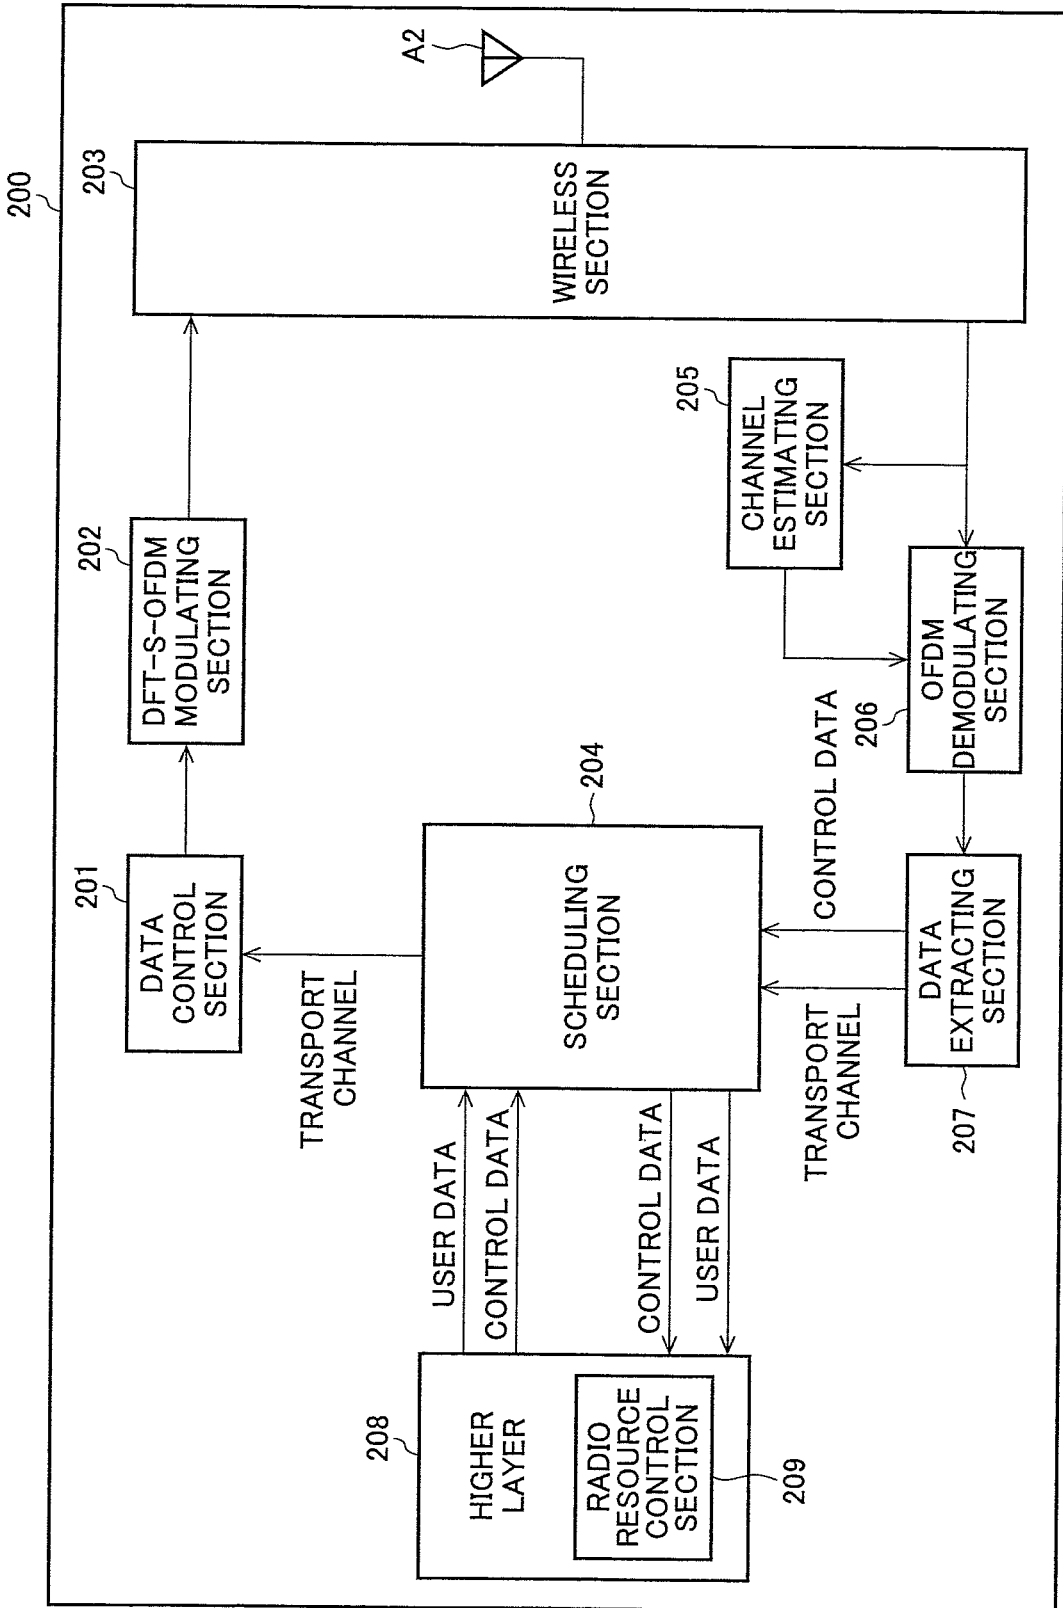 200
208
HIGHER
LAYER
RADIO
RESOURCE
CONTROL
SECTION
209
USER DATA
CONTROL DATA
CONTROL DATA
USER DATA
TRANSPORT
CHANNEL
201
DATA
CONTROL
SECTION
204
SCHEDULING
SECTION
TRANSPORT
CHANNEL
CONTROL DATA
207
DATA
EXTRACTING
SECTION
202
DFT-S-OFDM
MODULATING
SECTION
205
CHANNEL
ESTIMATING
SECTION
206
OFDM
DEMODULATING
SECTION
203
WIRELESS
SECTION
A2